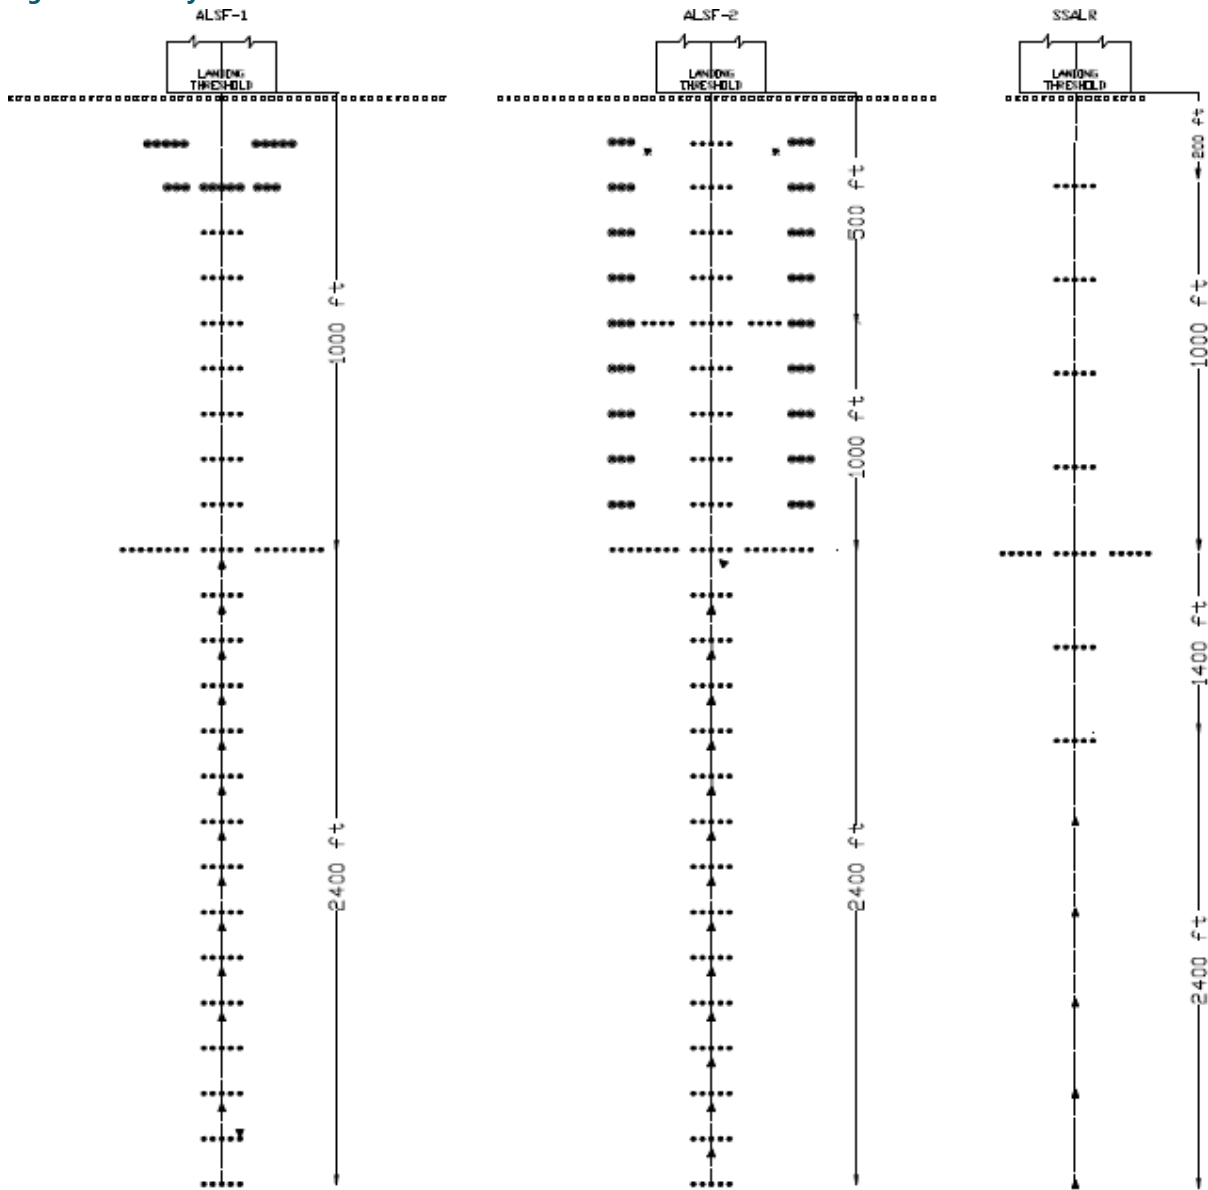 ALSF-1
LANDING
THRESHOLD
1000 ft
2400 ft
ALSF-2
LANDING
THRESHOLD
500 ft
1000 ft
2400 ft
SSALR
LANDING
THRESHOLD
200 ft
1000 ft
1400 ft
2400 ft